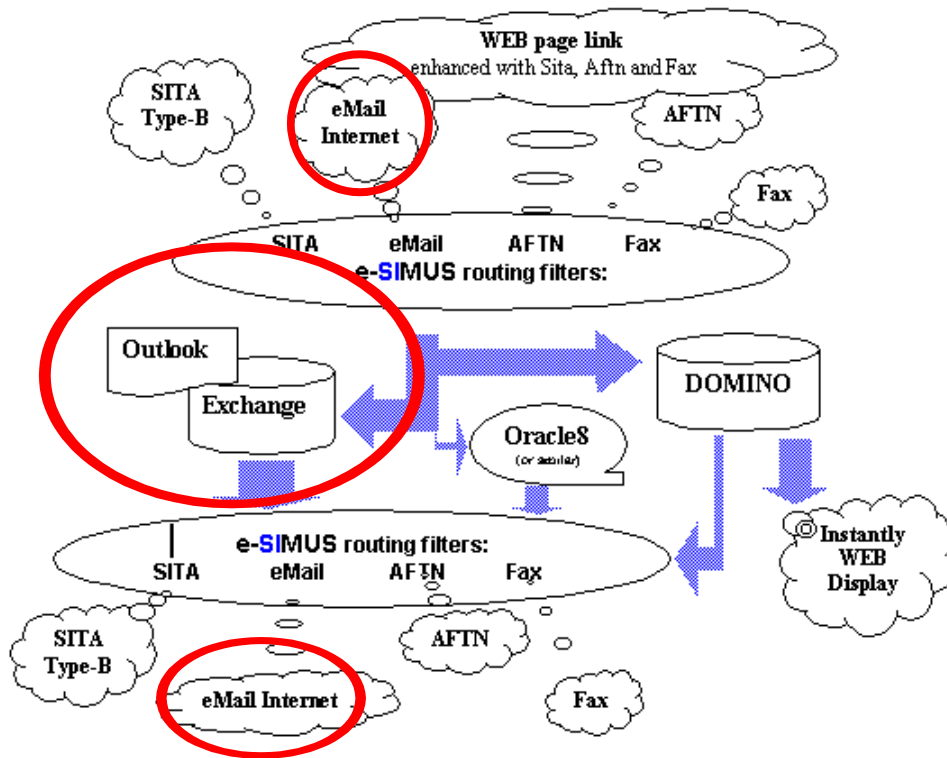 WEB page link
enhanced with Sita, Aftn and Fax
SITA
Type-B
eMail
Internet
AFTN
Fax
SITA eMail AFTN Fax
e-SIMUS routing filters:
Outlook
Exchange
DOMINO
Oracle8
(or similar)
e-SIMUS routing filters:
SITA eMail AFTN Fax
Instantly
WEB
Display
SITA
Type-B
AFTN
eMail Internet
Fax